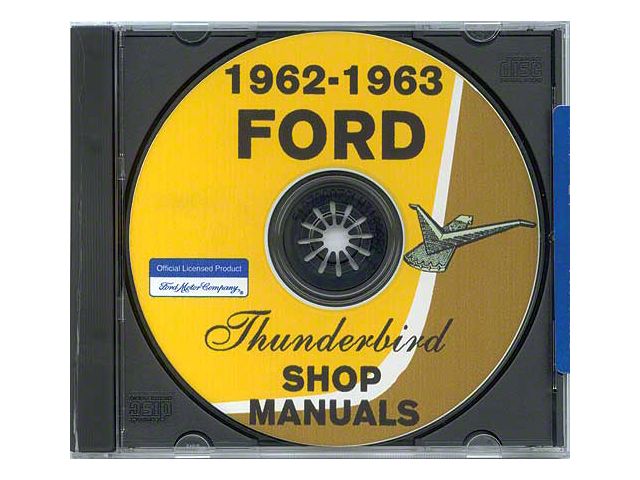 1962-1963
FORD
Official Licensed Product
Ford Motor Company®
Thunderbird
SHOP
MANUALS